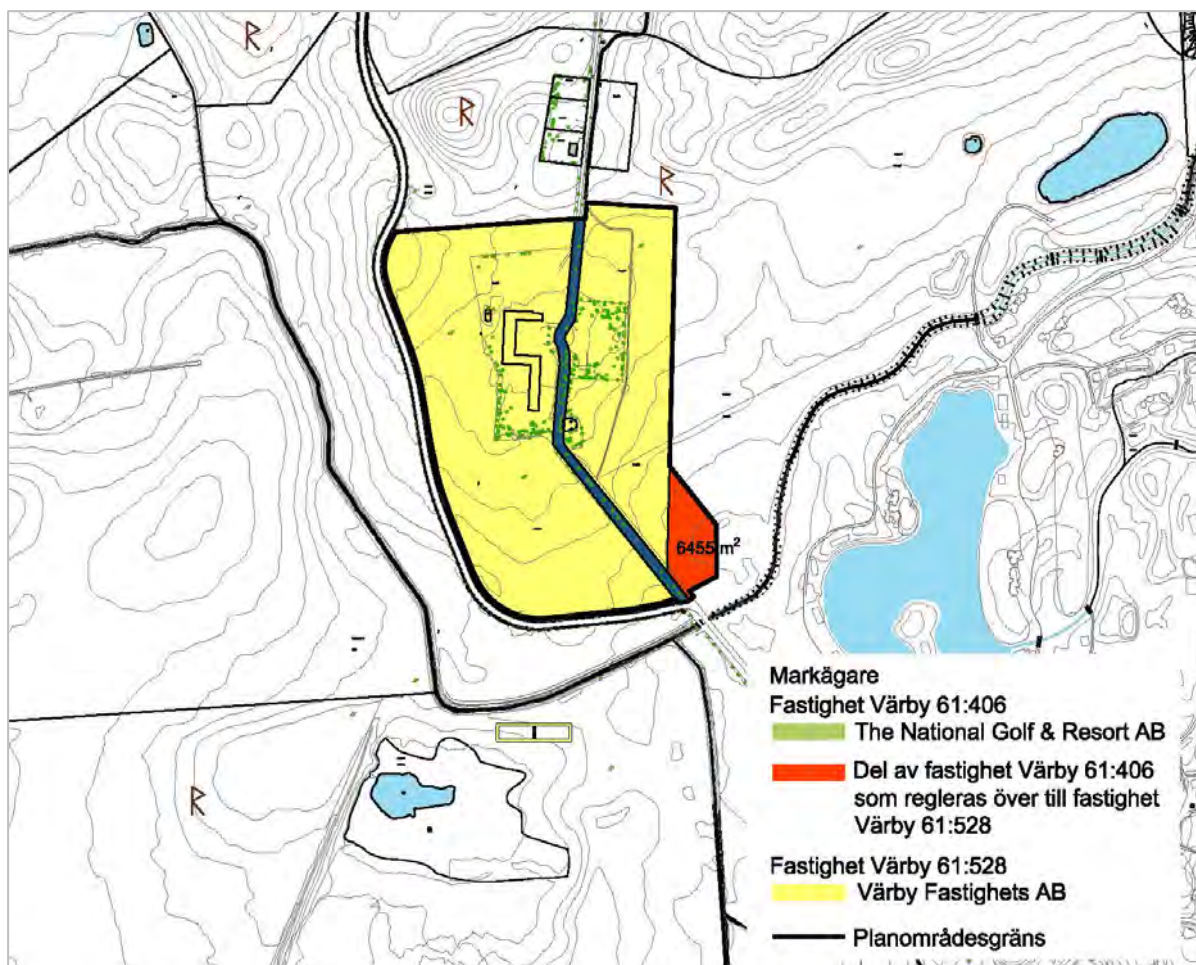 R
R
R
6455 m²
R
Markägare
Fastighet Värby 61:406
The National Golf & Resort AB
Del av fastighet Värby 61:406
som regleras över till fastighet
Värby 61:528
Fastighet Värby 61:528
Värby Fastighets AB
Planområdesgräns